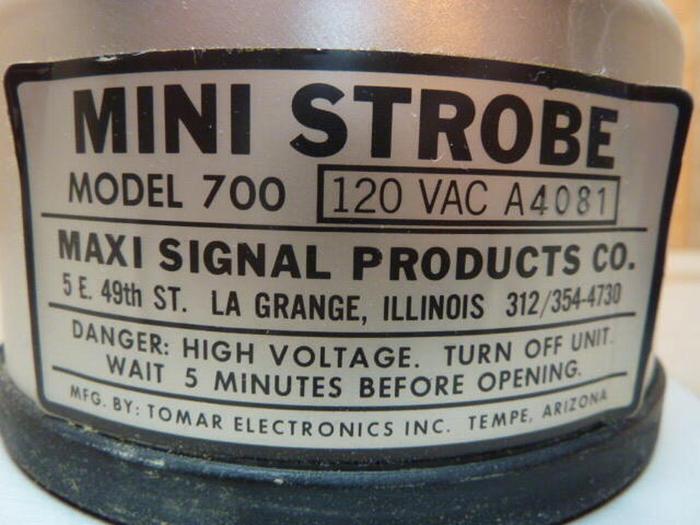 MINI STROBE
MODEL 700 120 VAC A4081
MAXI SIGNAL PRODUCTS CO.
5 E. 49th ST. LA GRANGE, ILLINOIS 312/354-4730
DANGER: HIGH VOLTAGE. TURN OFF UNIT.
WAIT 5 MINUTES BEFORE OPENING.
MFG. BY: TOMAR ELECTRONICS INC. TEMPE, ARIZONA